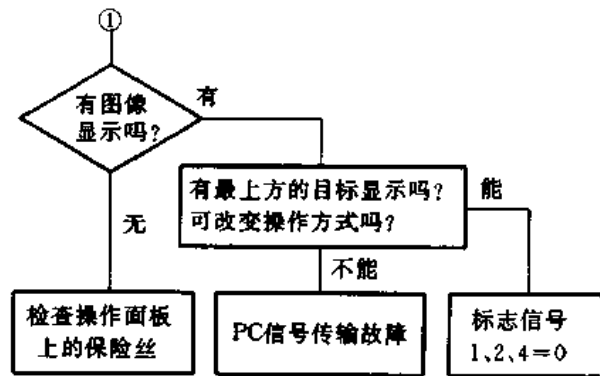 ①
有图像
显示吗?
有
有最上方的目标显示吗?
可改变操作方式吗?
能
无
不能
检查操作面板
上的保险丝
PC信号传输故障
标志信号
1、2、4=0